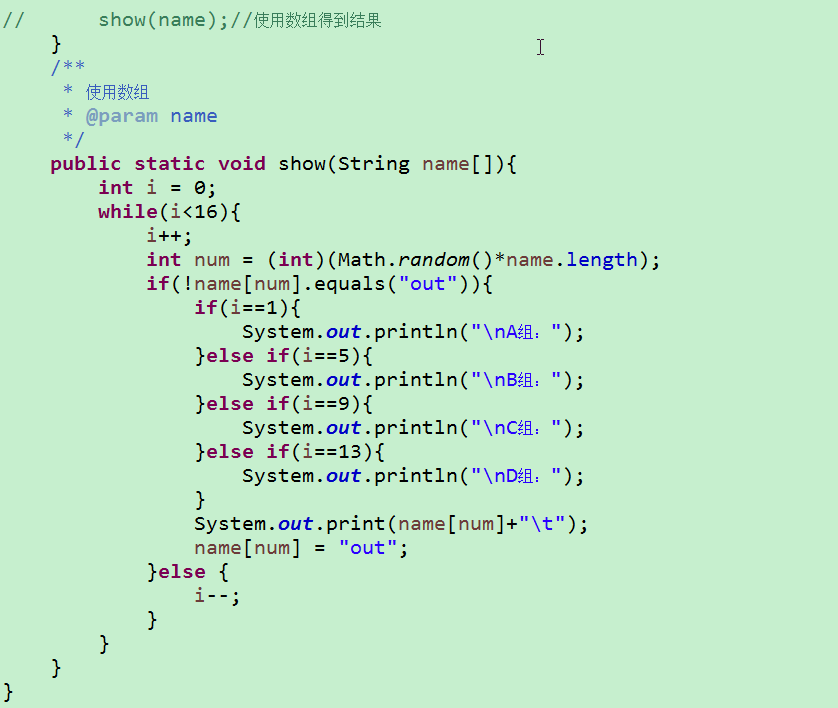 //      show(name);//使用数组得到结果
    }
    /**
     * 使用数组
     * @param name
     */
    public static void show(String name[]){
        int i = 0;
        while(i<16){
            i++;
            int num = (int)(Math.random()*name.length);
            if(!name[num].equals("out")){
                if(i==1){
                    System.out.println("\nA组：");
                }else if(i==5){
                    System.out.println("\nB组：");
                }else if(i==9){
                    System.out.println("\nC组：");
                }else if(i==13){
                    System.out.println("\nD组：");
                }
                System.out.print(name[num]+"\t");
                name[num] = "out";
            }else {
                i--;
            }
        }
    }
}